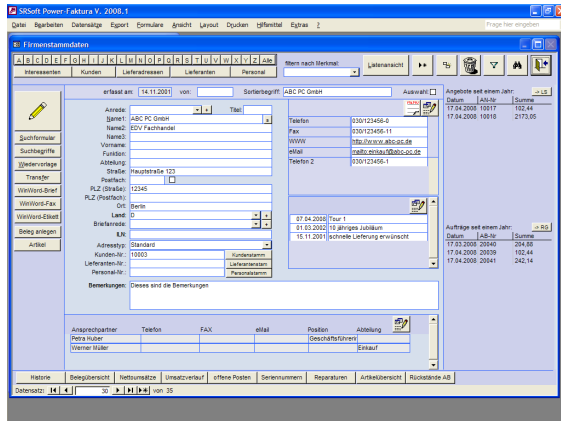 SRSoft Power-Faktura V. 2008.1
Datei Bearbeiten Datensätze Export Formulare Ansicht Layout Drucken Hilfsmittel Extras ?
Frage hier eingeben
Firmenstammdaten
A B C D E F G H I J K L M N O P Q R S T U V W X Y Z Alle
filtern nach Merkmal:
Listenansicht
Interessenten Kunden Lieferadressen Lieferanten Personal
erfasst am: 14.11.2001 von: Sortierbegriff: ABC PC GmbH Auswahl:
Angebote seit einem Jahr: -> LS
Datum AN-Nr Summe
17.04.2008 10017 102,44
17.04.2008 10018 2173,05
Suchformular
Suchbegriffe
Wiedervorlage
Transfer
WinWord-Brief
WinWord-Fax
WinWord-Etikett
Beleg anlegen
Artikel
Anrede: Titel:
Name1: ABC PC GmbH
Name2: EDV Fachhandel
Name3:
Vorname:
Funktion:
Abteilung:
Straße: Hauptstraße 123
Postfach:
PLZ (Straße): 12345
PLZ (Postfach):
Ort: Berlin
Land: D
Briefanrede:
ILN:
Adresstyp: Standard
Kunden-Nr.: 10003 Kundenstamm
Lieferanten-Nr.: Lieferantenstam
Personal-Nr.: Personalstamm
Bemerkungen: Dieses sind die Bemerkungen
Telefon 030/123456-0
Fax 030/123456-11
WWW http://www.abc-pc.de
eMail mailto:einkauf@abc-pc.de
Telefon 2 030/123456-1
07.04.2008 Tour 1
01.03.2002 10 jähriges Jubiläum
15.11.2001 schnelle Lieferung erwünscht
Aufträge seit einem Jahr: -> RG
Datum AB-Nr Summe
17.03.2008 20040 204,88
17.04.2008 20039 102,44
17.04.2008 20041 242,14
Ansprechpartner Telefon FAX eMail Position Abteilung
Petra Huber Geschäftsführerin
Werner Müller Einkauf
Historie Belegübersicht Nettoumsätze Umsatzverlauf offene Posten Seriennummern Reparaturen Artikelübersicht Rückstände AB
Datensatz: 30 von 35